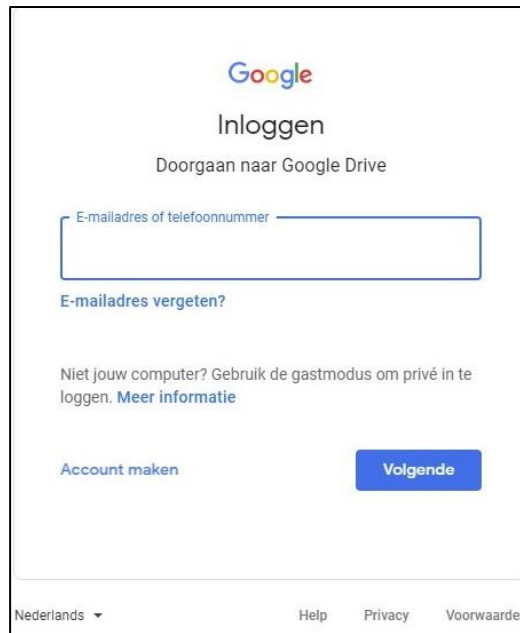 Google
Inloggen
Doorgaan naar Google Drive
E-mailadres of telefoonnummer
E-mailadres vergeten?
Niet jouw computer? Gebruik de gastmodus om privé in te
loggen. Meer informatie
Account maken Volgende
Nederlands Help Privacy Voorwaarde